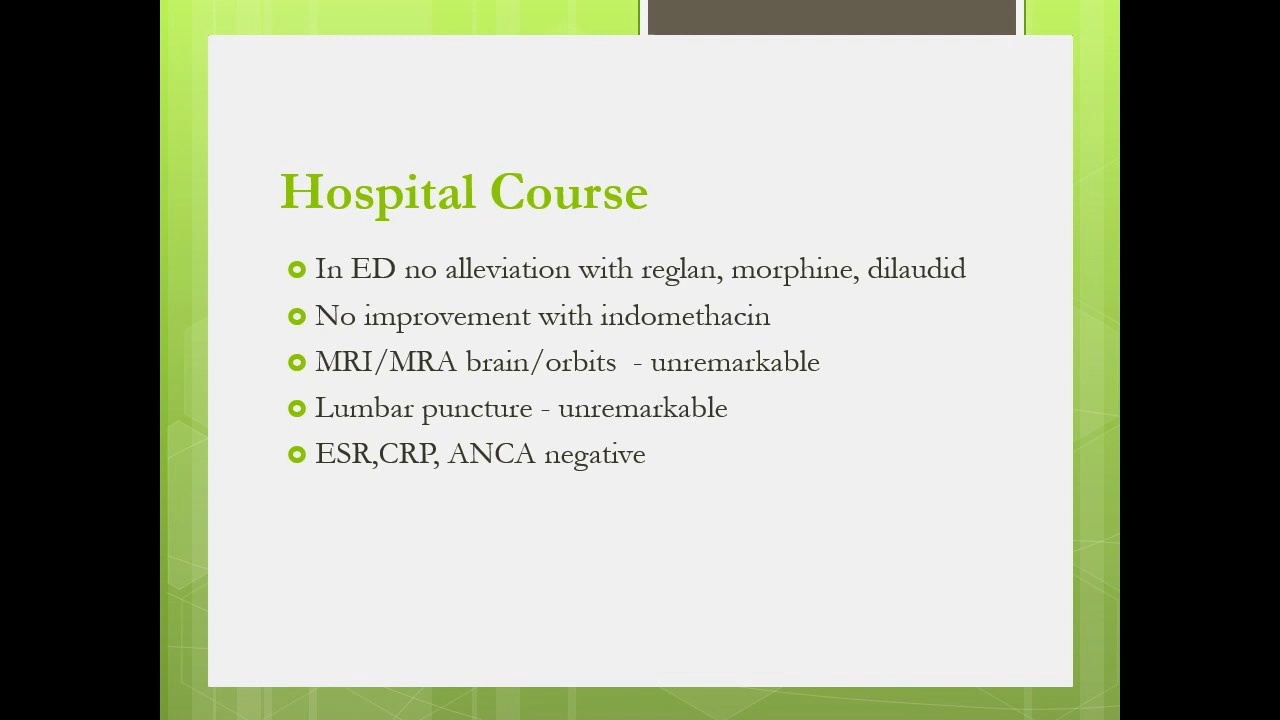 Hospital Course
In ED no alleviation with reglan, morphine, dilaudid
No improvement with indomethacin
MRI/MRA brain/orbits  - unremarkable
Lumbar puncture - unremarkable
ESR,CRP, ANCA negative